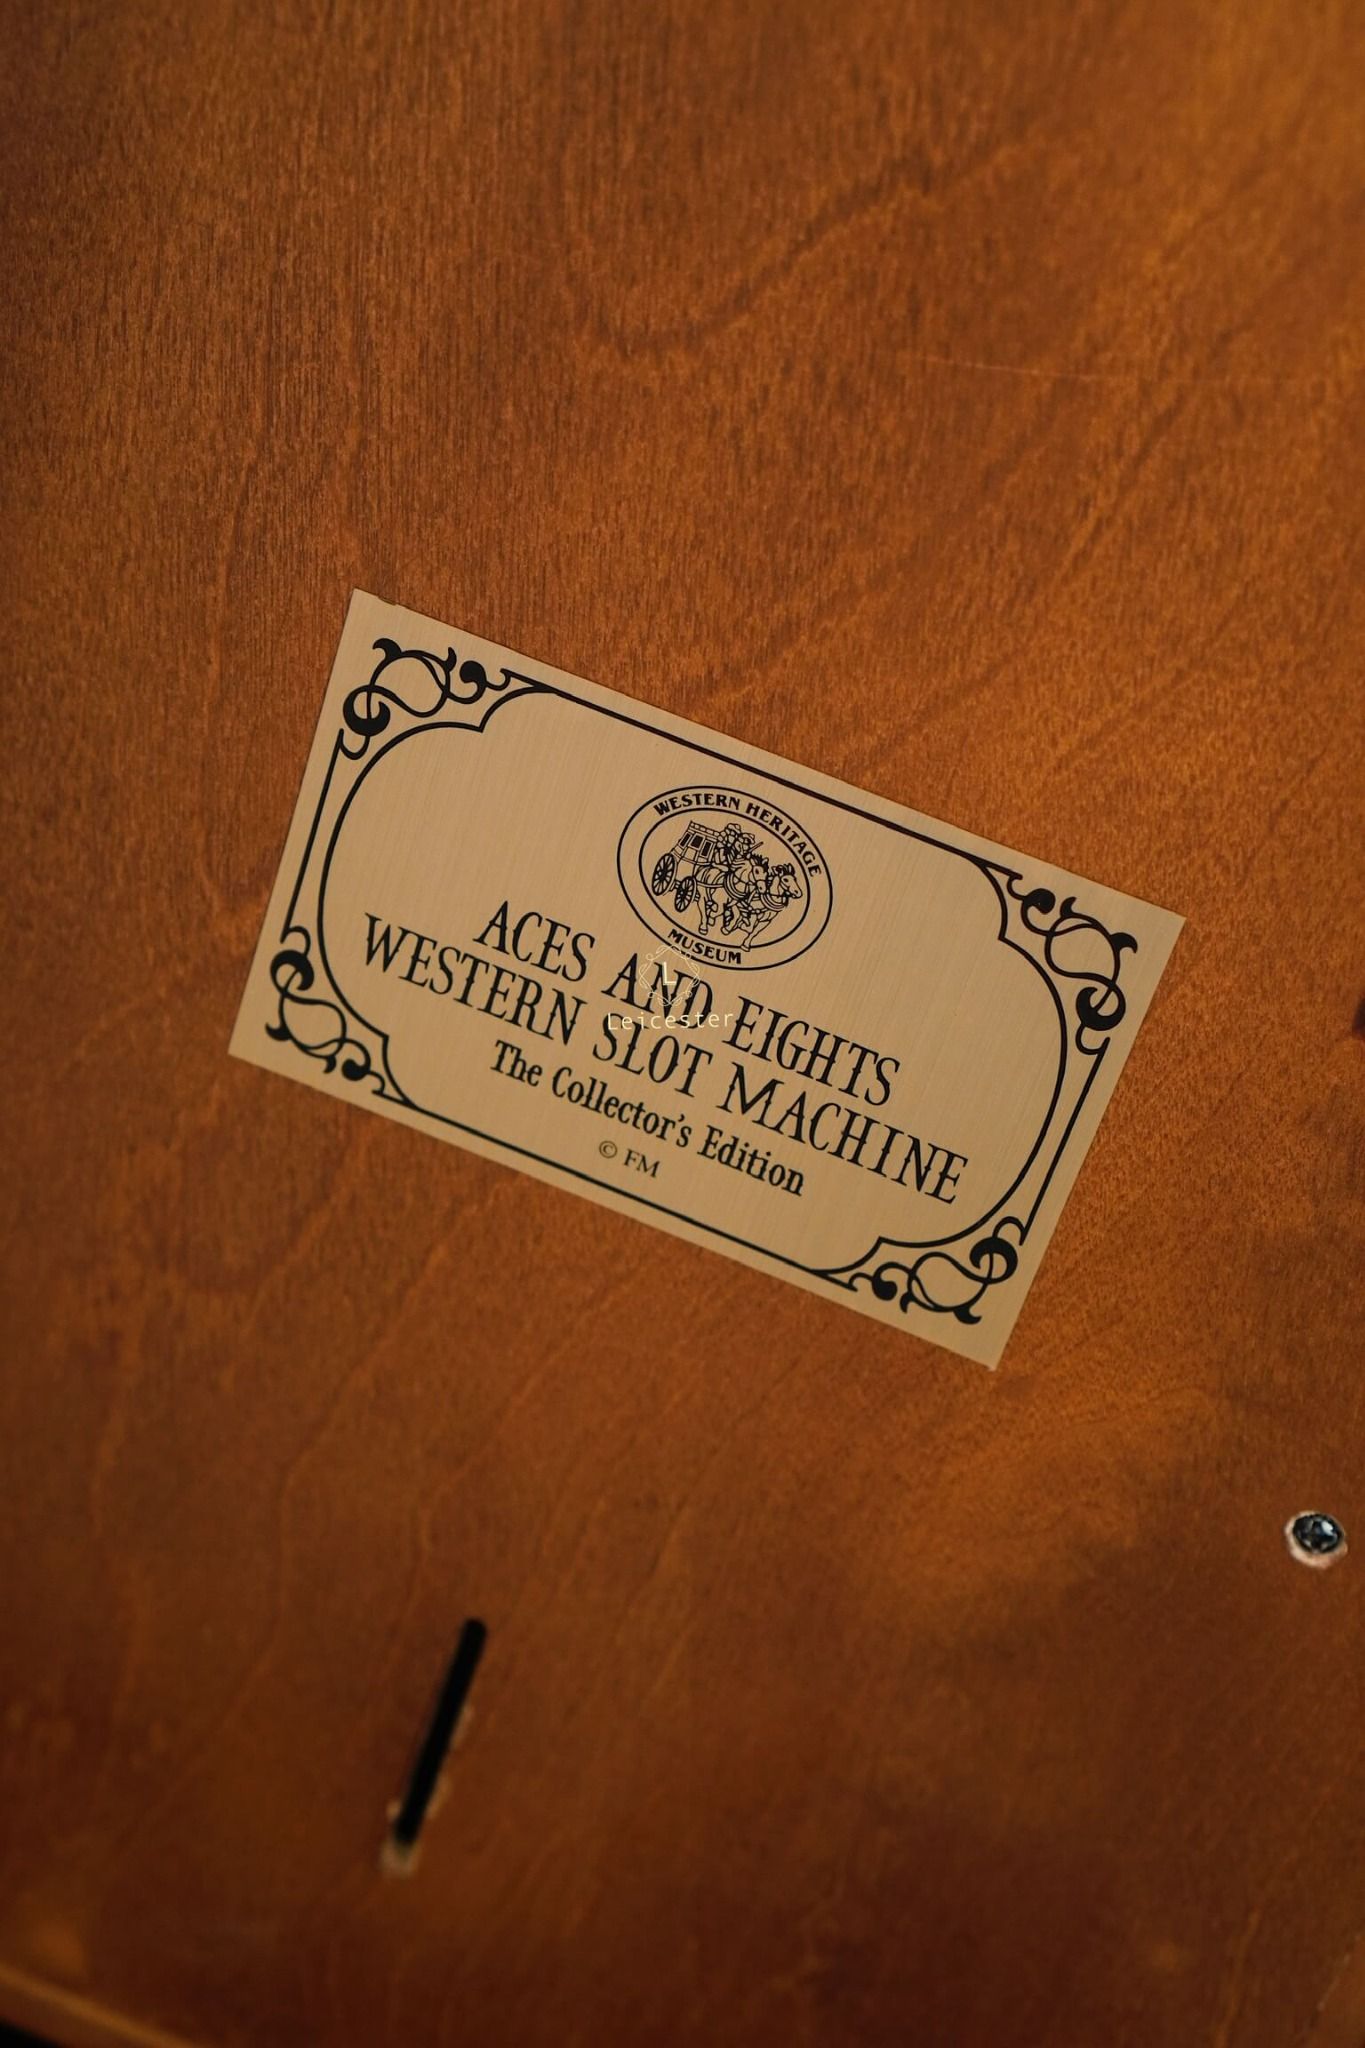 WESTERN HERITAGE
MUSEUM
ACES AND EIGHTS
WESTERN SLOT MACHINE
The Collector's Edition
© FM
L
Leicester